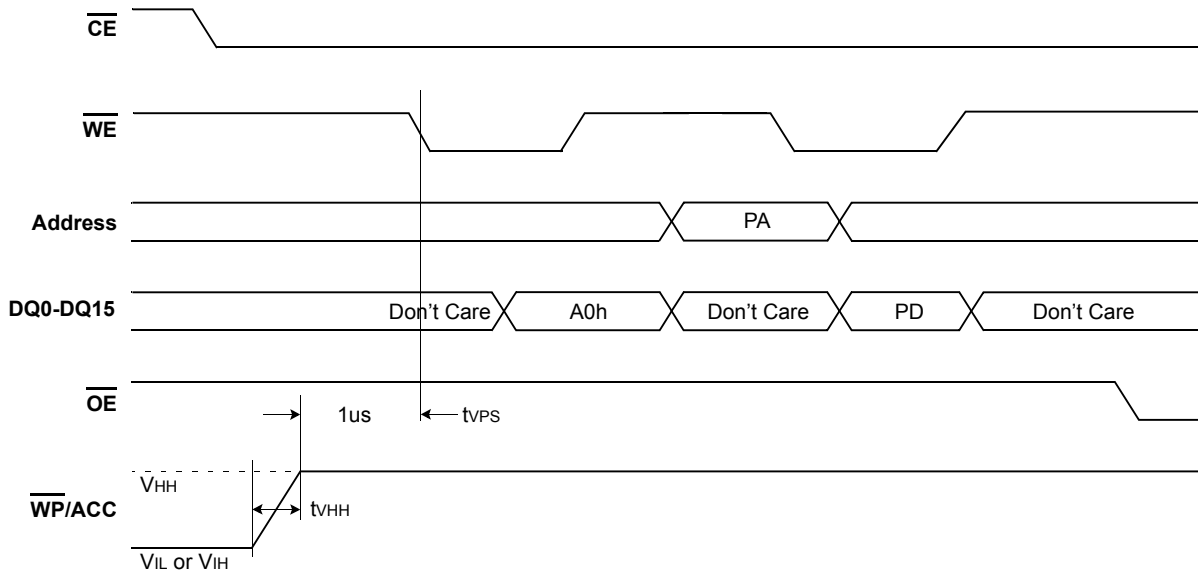 CE
WE
Address PA
DQ0-DQ15 Don't Care A0h Don't Care PD Don't Care
OE
1us tVPS
VHH
WP/ACC tVHH
VIL or VIH